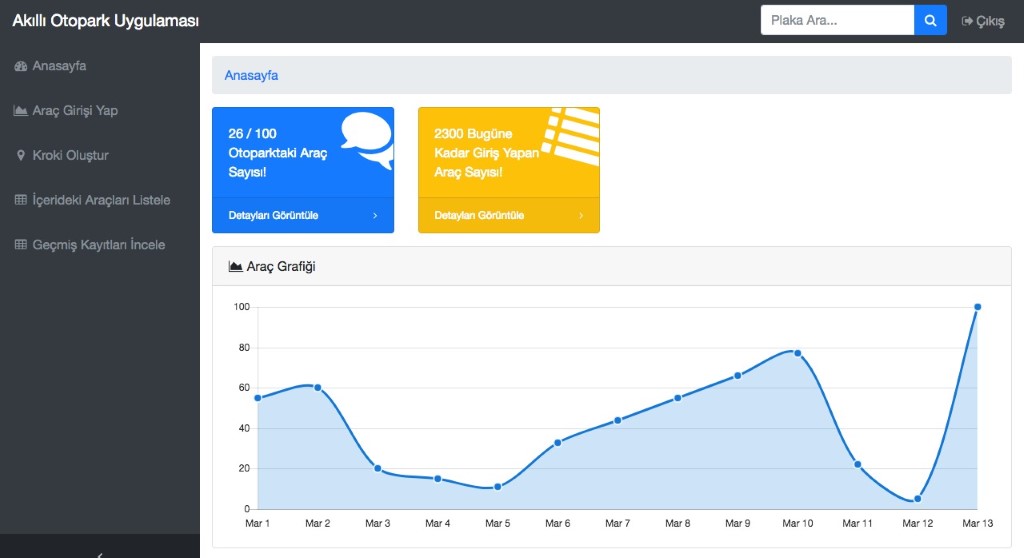 Akıllı Otopark Uygulaması
Plaka Ara...
Çıkış
Anasayfa
Araç Girişi Yap
Kroki Oluştur
İçerideki Araçları Listele
Geçmiş Kayıtları İncele
Anasayfa
26 / 100
Otoparktaki Araç
Sayısı!
Detayları Görüntüle
2300 Bugüne
Kadar Giriş Yapan
Araç Sayısı!
Detayları Görüntüle
Araç Grafiği
100
80
60
40
20
0
Mar 1 Mar 2 Mar 3 Mar 4 Mar 5 Mar 6 Mar 7 Mar 8 Mar 9 Mar 10 Mar 11 Mar 12 Mar 13